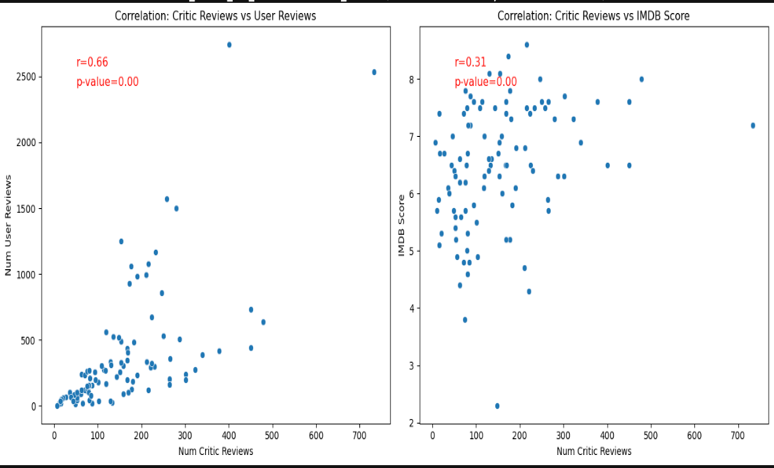 Correlation: Critic Reviews vs User Reviews
r=0.66
p-value=0.00
Num User Reviews
2500
2000
1500
1000
500
0
0 100 200 300 400 500 600 700
Num Critic Reviews
Correlation: Critic Reviews vs IMDB Score
r=0.31
p-value=0.00
IMDB Score
8
7
6
5
4
3
2
0 100 200 300 400 500 600 700
Num Critic Reviews